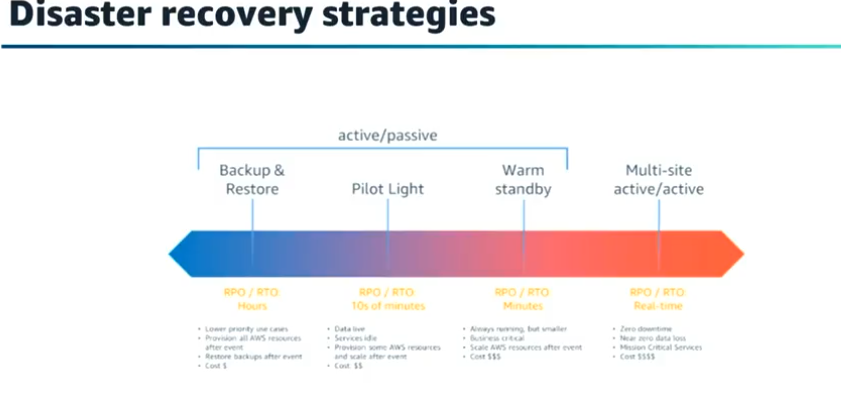 Disaster recovery strategies
active/passive
Backup &
Restore
Pilot Light
Warm
standby
Multi-site
active/active
RPO / RTO:
Hours
RPO / RTO:
10s of minutes
RPO / RTO:
Minutes
RPO / RTO:
Real-time
• Lower priority use cases
• Provision all AWS resources
after event
• Restore backups after event
• Cost $
• Data live
• Services idle
• Provision some AWS resources
and scale after event
• Cost: $$
• Always running, but smaller
• Business critical
• Scale AWS resources after event
• Cost $$$
• Zero downtime
• Near zero data loss
• Mission Critical Services
• Cost $$$$